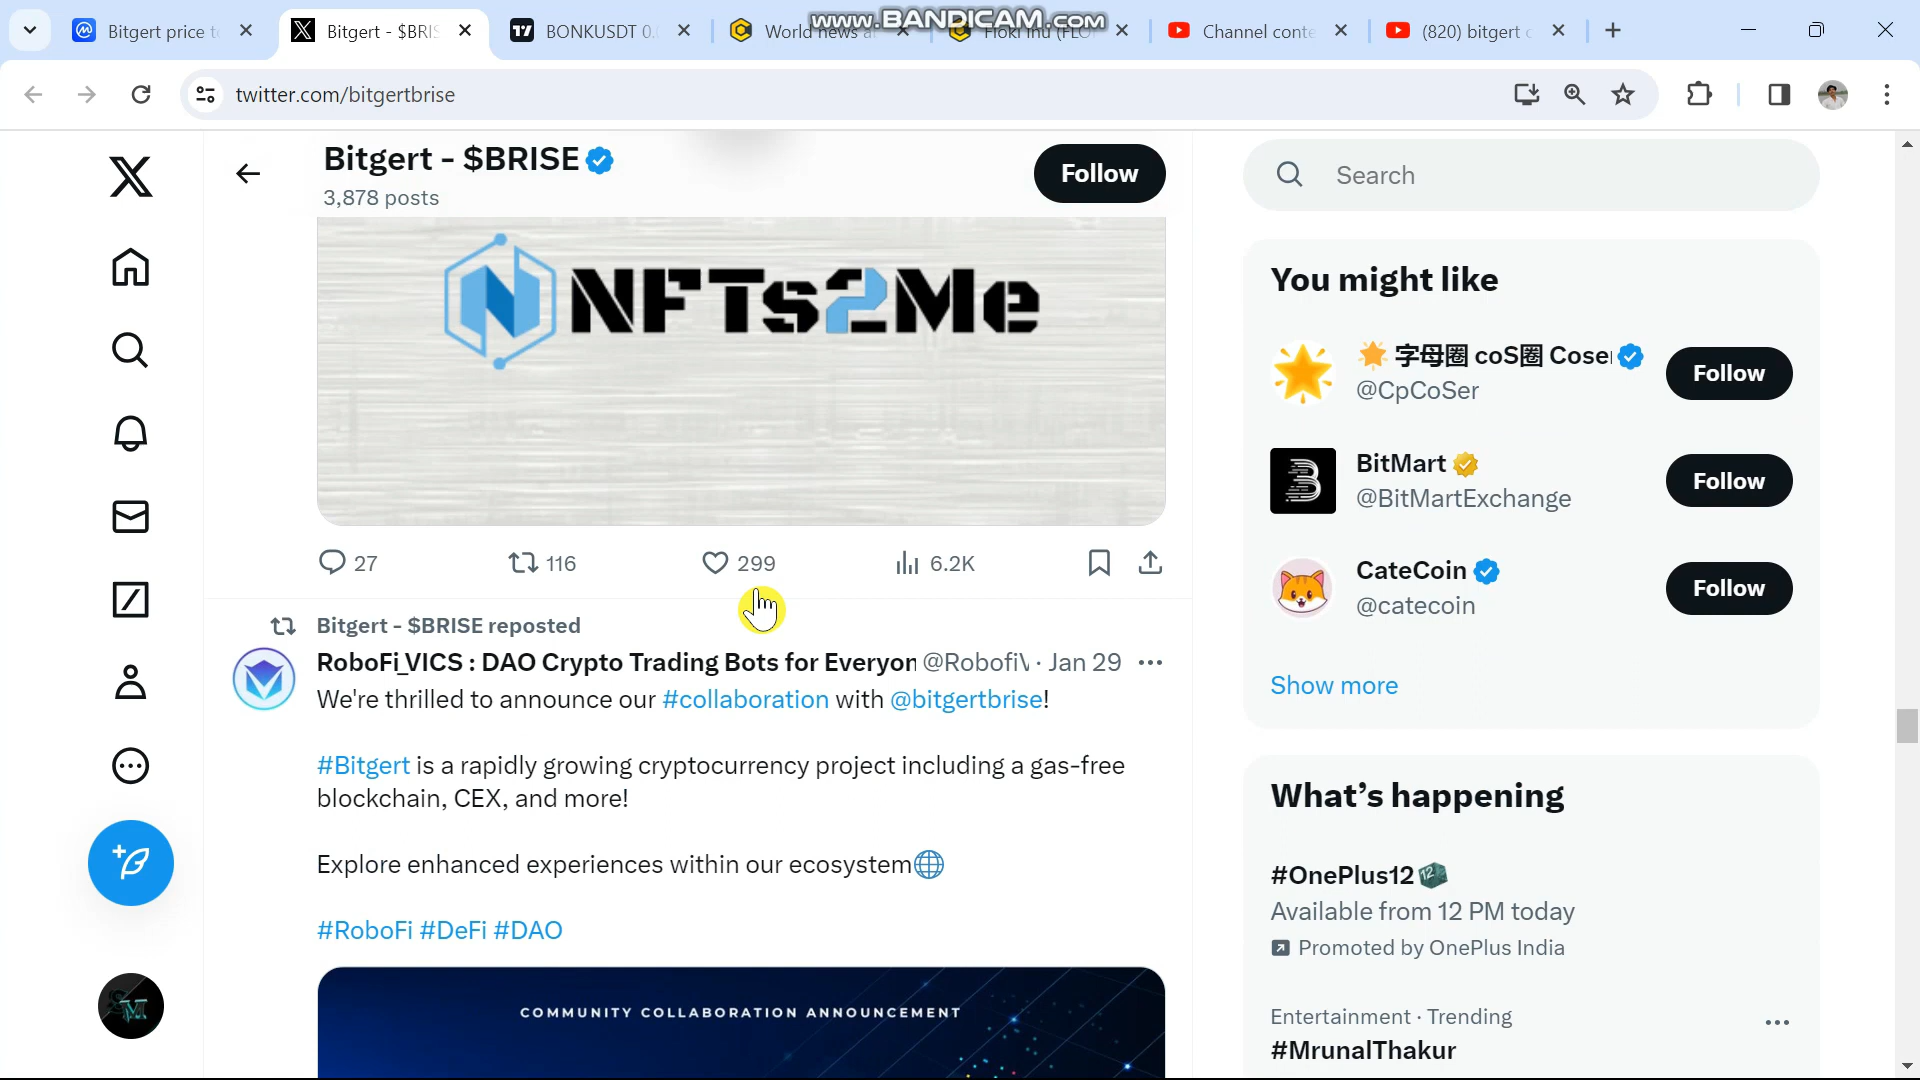 Bitgert price t
Bitgert - $BRIS
BONKUSDT 0.
World news a
Floki Inu (FLO
Channel conte
(820) bitgert c
www.BANDICAM.com
twitter.com/bitgertbrise
Bitgert - $BRISE
3,878 posts
Follow
Search
NFTs2Me
27
116
299
6.2K
Bitgert - $BRISE reposted
RoboFi_VICS : DAO Crypto Trading Bots for Everyon @RobofiV · Jan 29
We're thrilled to announce our #collaboration with @bitgertbrise!
#Bitgert is a rapidly growing cryptocurrency project including a gas-free
blockchain, CEX, and more!
Explore enhanced experiences within our ecosystem
#RoboFi #DeFi #DAO
COMMUNITY COLLABORATION ANNOUNCEMENT
You might like
字母圈 coS圈 Coser
@CpCoSer
Follow
BitMart
@BitMartExchange
Follow
CateCoin
@catecoin
Follow
Show more
What's happening
#OnePlus12
Available from 12 PM today
Promoted by OnePlus India
Entertainment · Trending
#MrunalThakur